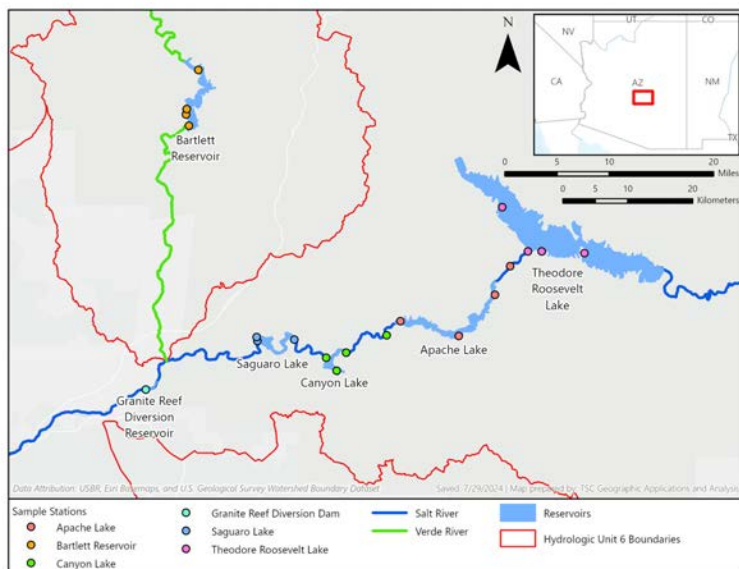 NV
UT
CO
CA
AZ
NM
TX
N
0 5 10 20
Miles
0 5 10 20
Kilometers
Bartlett
Reservoir
Theodore
Roosevelt
Lake
Apache Lake
Saguaro Lake
Canyon Lake
Granite Reef
Diversion
Reservoir
Data Attribution: USBR, Esri Basemaps, and U.S. Geological Survey Watershed Boundary Dataset
Saved: 7/29/2024 | Map prepared by: TSC Geographic Applications and Analysis
Sample Stations
Apache Lake
Bartlett Reservoir
Canyon Lake
Granite Reef Diversion Dam
Saguaro Lake
Theodore Roosevelt Lake
Salt River
Verde River
Reservoirs
Hydrologic Unit 6 Boundaries